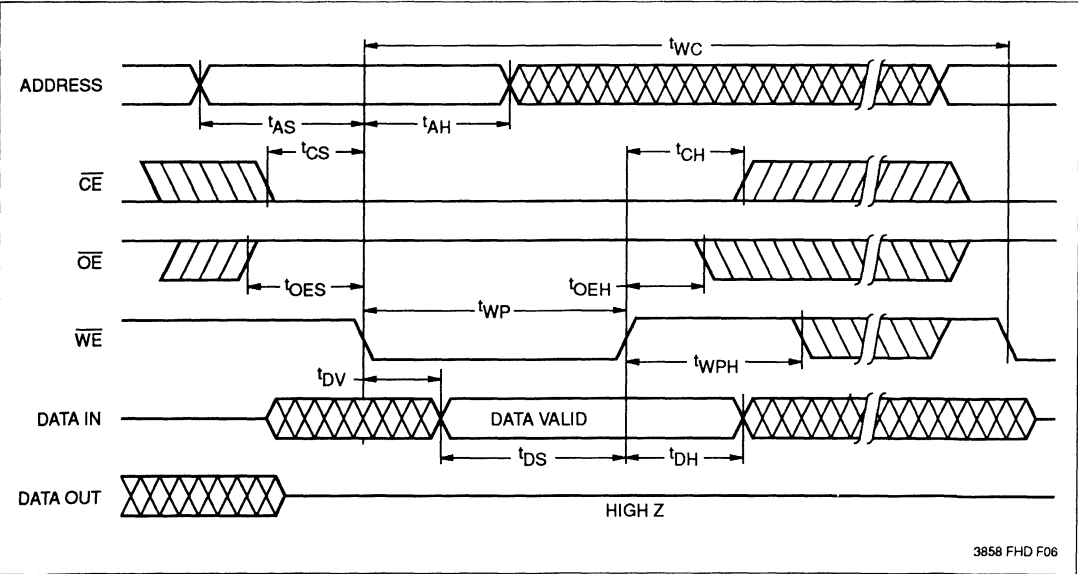 tWC
ADDRESS
tAS
tAH
tCS
tCH
CE
OE
tOES
tOEH
tWP
WE
tWPH
tDV
DATA IN
DATA VALID
tDS
tDH
DATA OUT
HIGH Z
3858 FHD F06